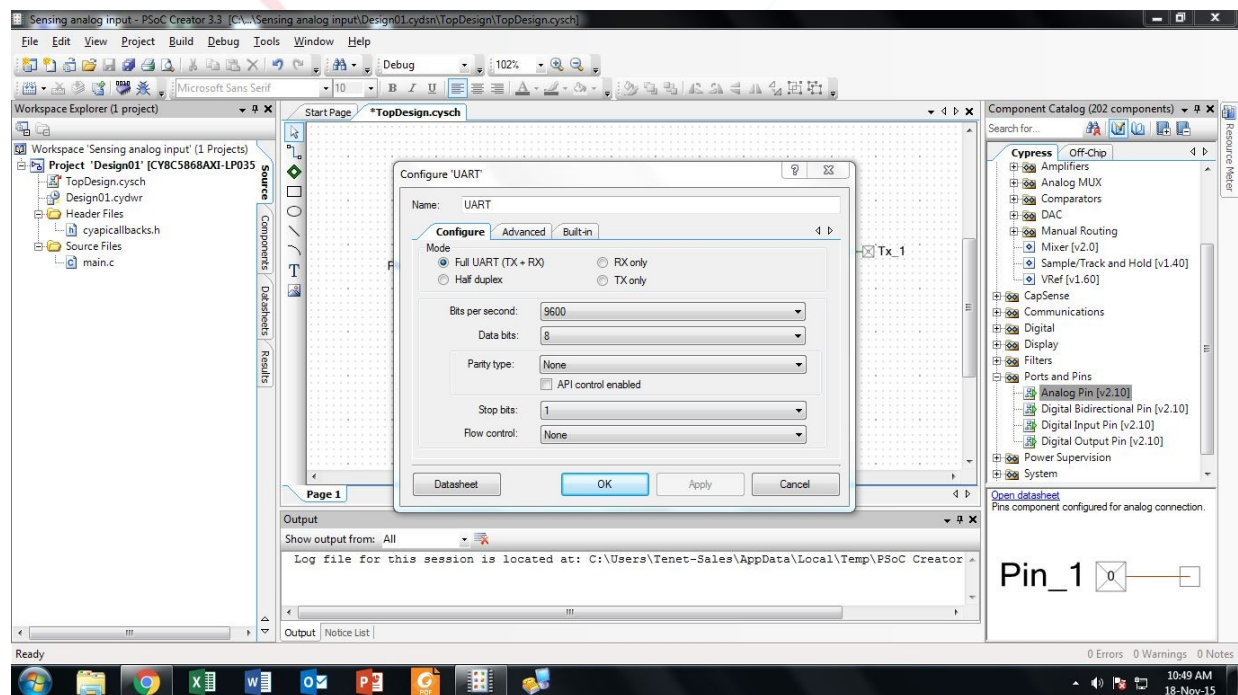 Sensing analog input - PSoC Creator 3.3 [C:\...\Sensing analog input\Design01.cydsn\TopDesign\TopDesign.cysch]
File Edit View Project Build Debug Tools Window Help
Debug 102%
Microsoft Sans Serif 10 B I U
Workspace Explorer (1 project)
Workspace 'Sensing analog input' (1 Projects)
Project 'Design01' [CY8C5868AXI-LP035
TopDesign.cysch
Design01.cydwr
Header Files
cyapicallbacks.h
Source Files
main.c
Source
Components
Datasheets
Results
Start Page *TopDesign.cysch
Tx_1
Page 1
Configure 'UART'
Name: UART
Configure Advanced Built-in
Mode
Full UART (TX + RX) RX only
Half duplex TX only
Bits per second: 9600
Data bits: 8
Parity type: None
API control enabled
Stop bits: 1
Flow control: None
Datasheet OK Apply Cancel
Output
Show output from: All
Log file for this session is located at: C:\Users\Tenet-Sales\AppData\Local\Temp\PSoC Creator
Output Notice List
Component Catalog (202 components)
Search for...
Cypress Off-Chip
Amplifiers
Analog MUX
Comparators
DAC
Manual Routing
Mixer [v2.0]
Sample/Track and Hold [v1.40]
VRef [v1.60]
CapSense
Communications
Digital
Display
Filters
Ports and Pins
Analog Pin [v2.10]
Digital Bidirectional Pin [v2.10]
Digital Input Pin [v2.10]
Digital Output Pin [v2.10]
Power Supervision
System
Open datasheet
Pins component configured for analog connection.
Pin_1 0
Resource Meter
Ready
0 Errors 0 Warnings 0 Notes
10:49 AM
18-Nov-15